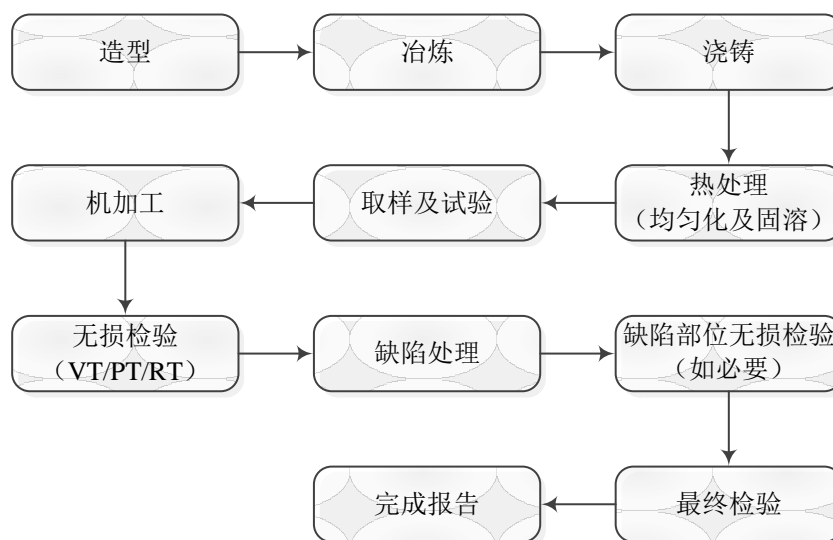 造型
冶炼
浇铸
热处理
（均匀化及固溶）
取样及试验
机加工
无损检验
（VT/PT/RT）
缺陷处理
缺陷部位无损检验
（如必要）
最终检验
完成报告